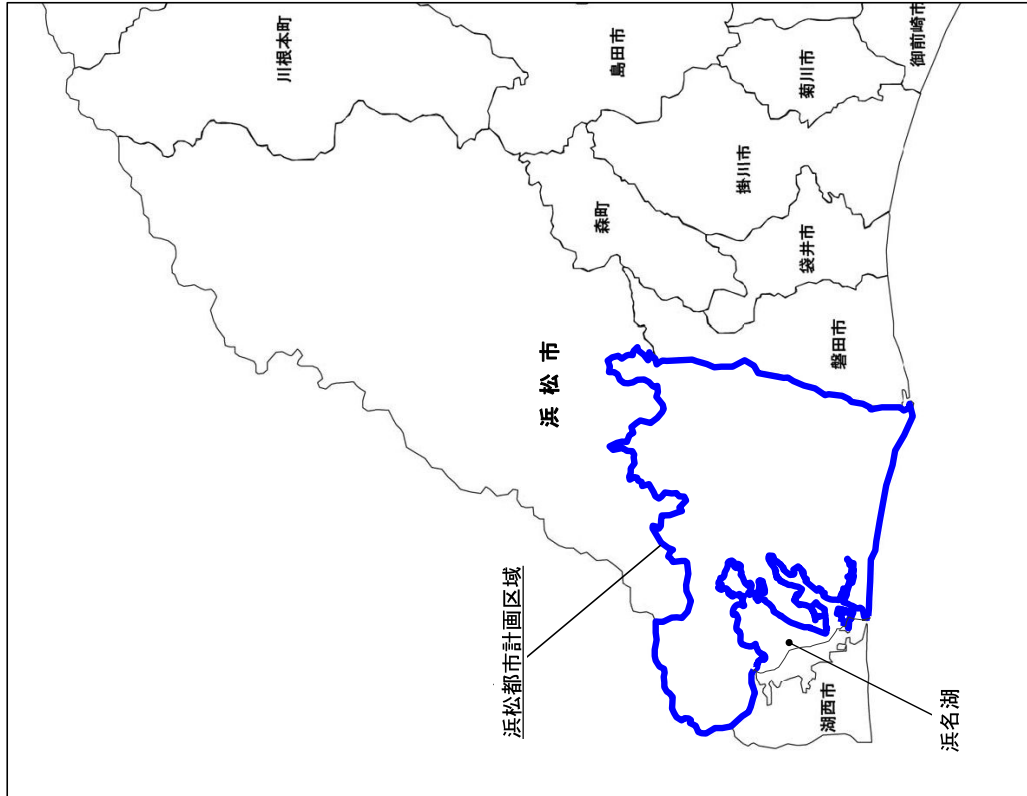 川根本町
島田市
菊川市
御前崎市
掛川市
森町
袋井市
磐田市
浜松市
浜松都市計画区域
湖西市
浜名湖